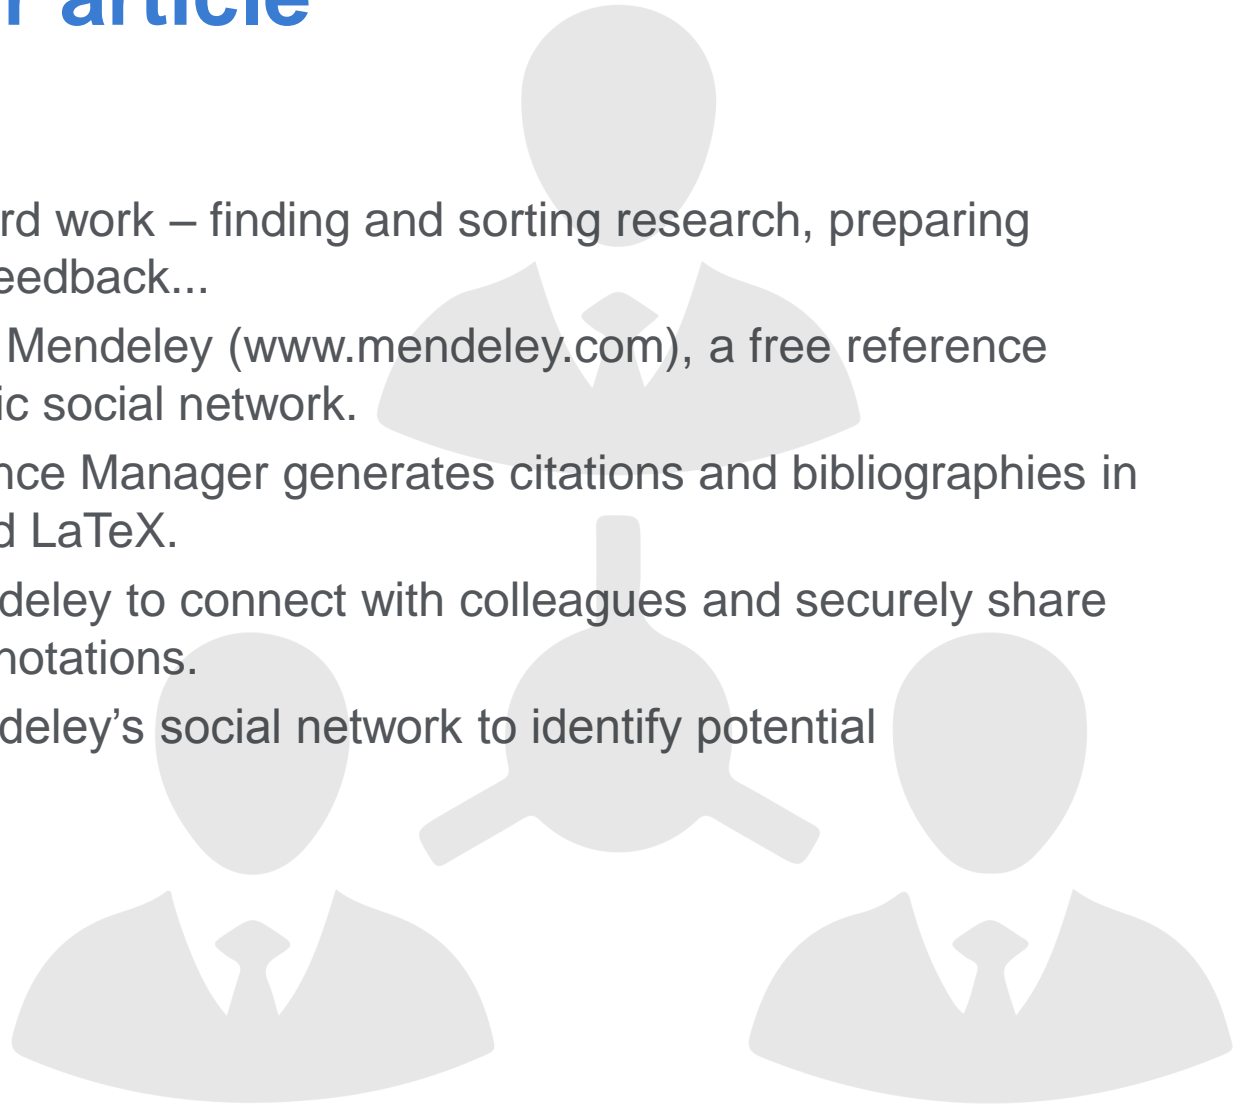 r article
rd work – finding and sorting research, preparing
eedback...
Mendeley (www.mendeley.com), a free reference
ic social network.
nce Manager generates citations and bibliographies in
d LaTeX.
deley to connect with colleagues and securely share
notations.
deley’s social network to identify potential